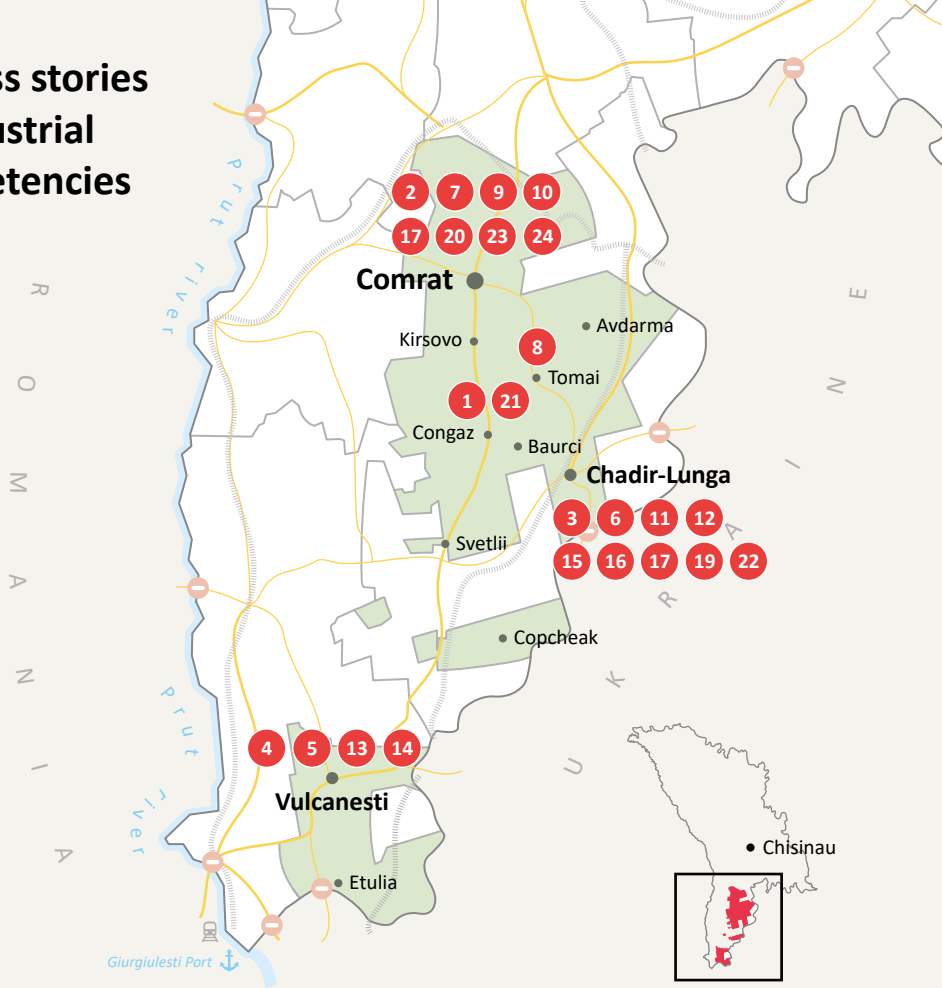 ss stories
ustrial
etencies
Prut river
2 7 9 10
17 20 23 24
Comrat
Avdarma
Kirsovo
8
Tomai
1 21
Congaz
Baurci
Chadir-Lunga
3 6 11 12
15 16 17 19 22
Svetlii
Copcheak
ROMANIA
UKRAINE
Prut river
4 5 13 14
Vulcanesti
Chisinau
Etulia
Giurgiulesti Port